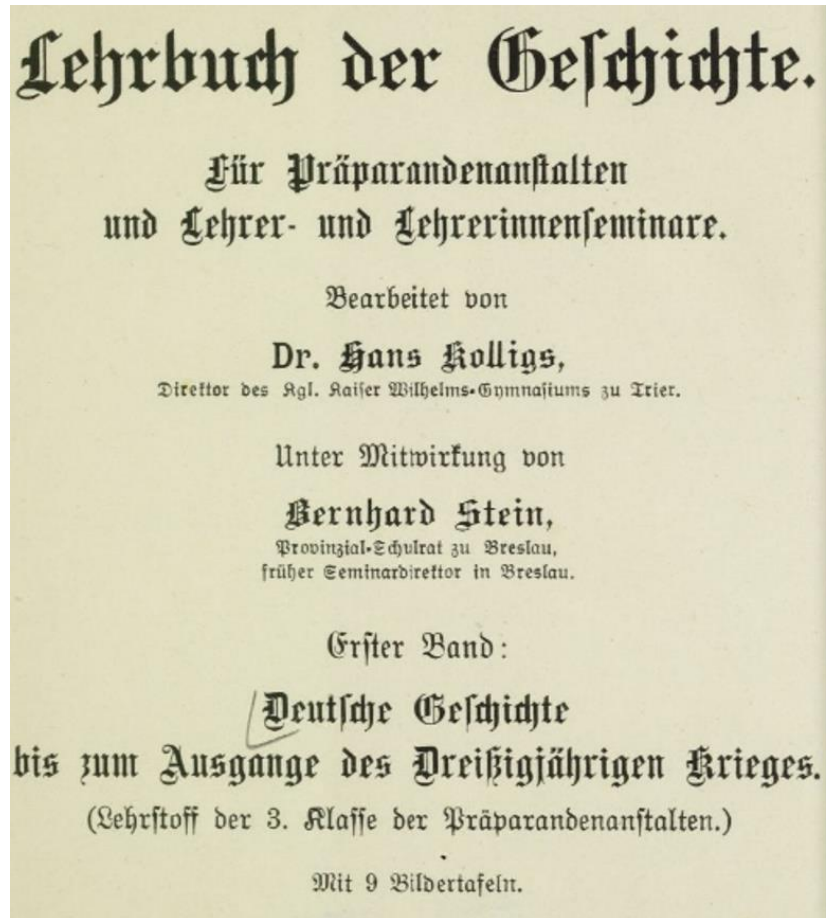 Lehrbuch der Geschichte.
Für Präparandenanstalten
und Lehrer- und Lehrerinnenseminare.
Bearbeitet von
Dr. Hans Kolligs,
Direktor des Kgl. Kaiser Wilhelms-Gymnasiums zu Trier.
Unter Mitwirkung von
Bernhard Stein,
Provinzial-Schulrat zu Breslau,
früher Seminardirektor in Breslau.
Erster Band:
Deutsche Geschichte
bis zum Ausgange des Dreißigjährigen Krieges.
(Lehrstoff der 3. Klasse der Präparandenanstalten.)
Mit 9 Bildertafeln.